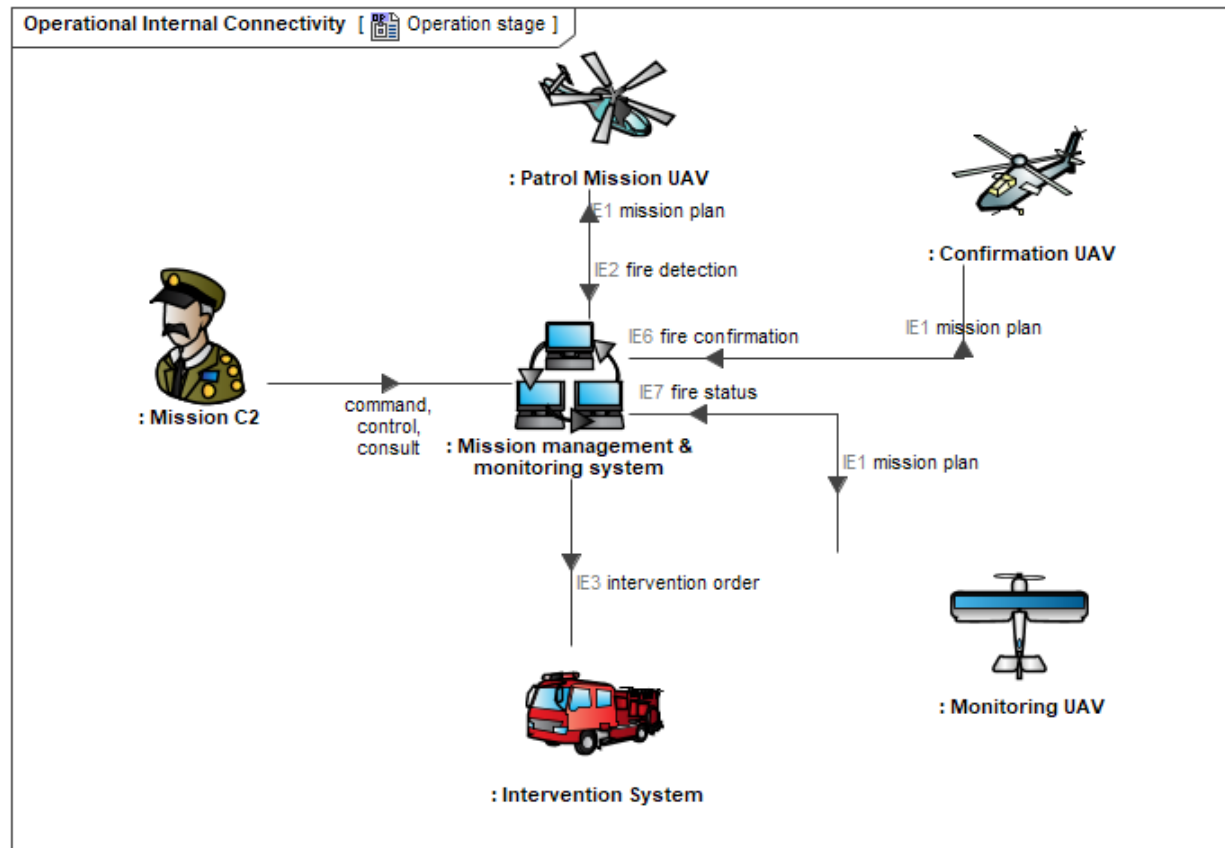 Operational Internal Connectivity [ Operation stage ]
: Patrol Mission UAV
IE1 mission plan
: Confirmation UAV
IE2 fire detection
IE6 fire confirmation
IE1 mission plan
IE7 fire status
command,
control,
consult
: Mission C2
: Mission management &
monitoring system
IE1 mission plan
IE3 intervention order
: Monitoring UAV
: Intervention System